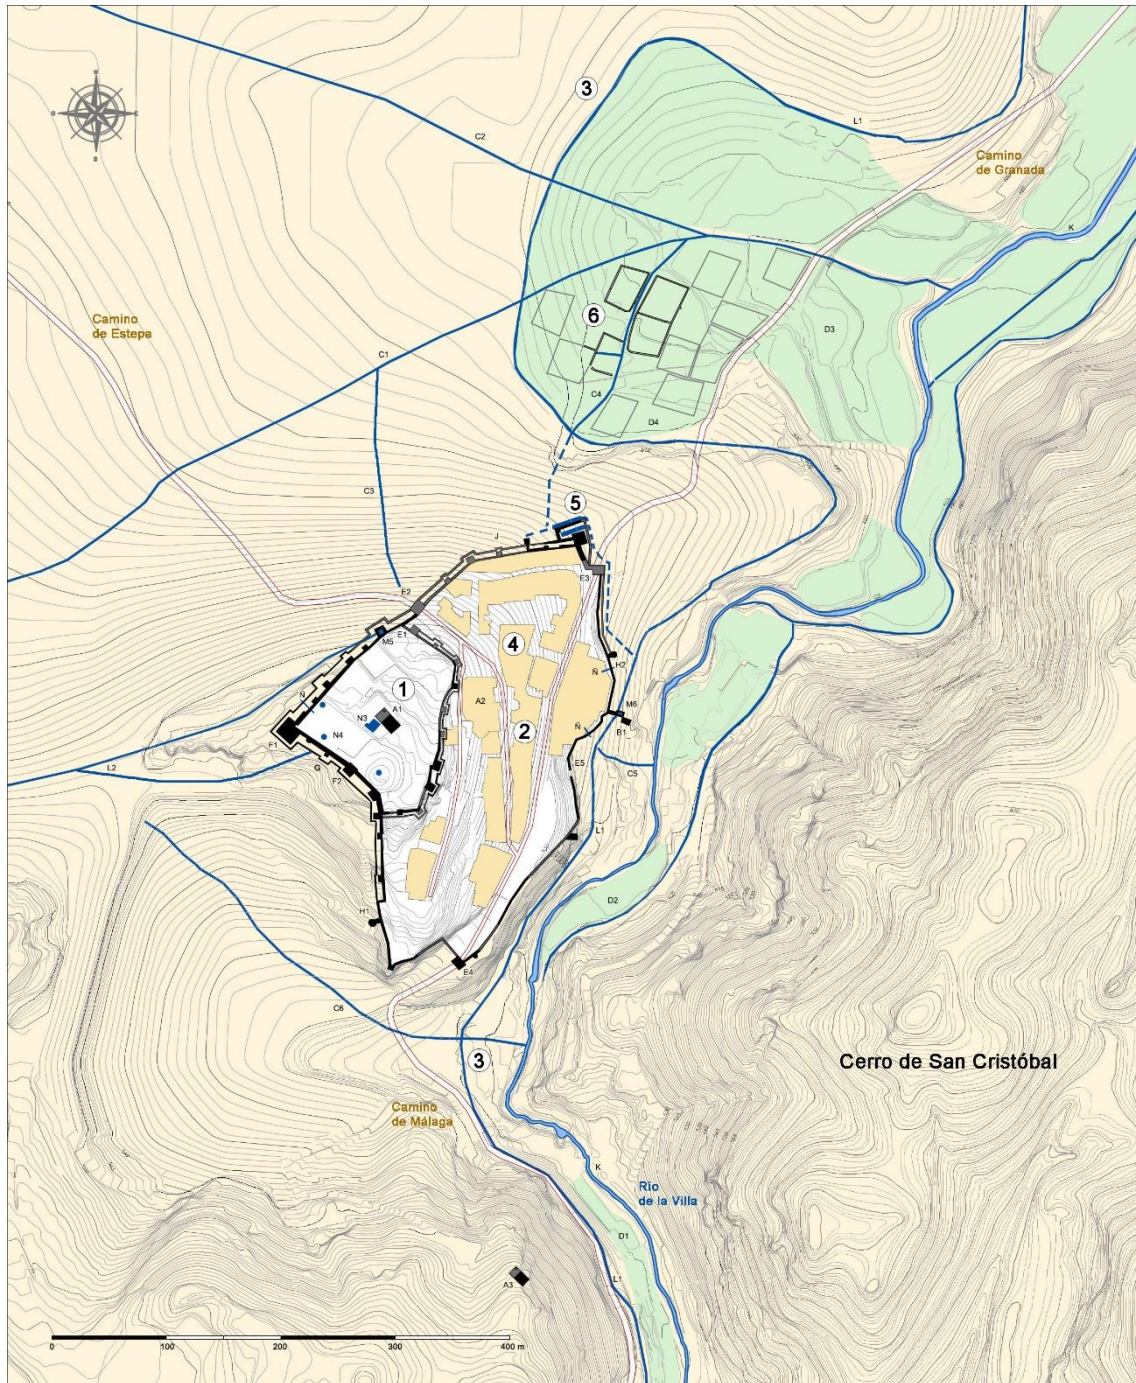 3
C2
L1
Camino
de Granada
N
O
E
S
K
6
Camino
de Estepa
D3
C1
C4
D4
C3
5
J
E2
E3
E1
M5
4
H2
Ñ
1
A2
Ñ
N3
A1
M6
2
Ñ
B1
N4
F1
E5
G
L2
F2
C5
L1
D2
H1
E4
C6
3
Cerro de San Cristóbal
Camino
de Málaga
K
Río
de la Villa
D1
A3
L1
0 100 200 300 400 m